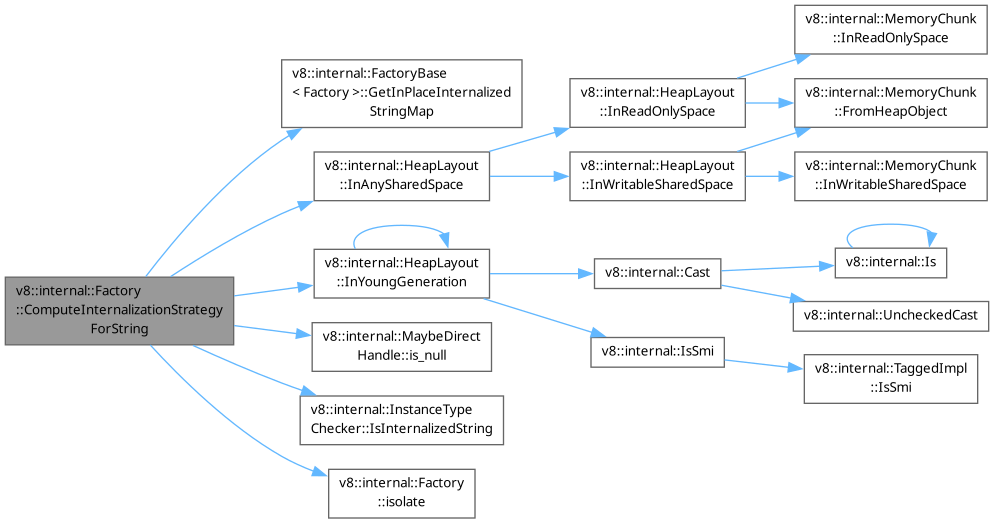 v8::internal::Factory
::ComputeInternalizationStrategy
ForString
v8::internal::FactoryBase
< Factory >::GetInPlaceInternalized
StringMap
v8::internal::HeapLayout
::InAnySharedSpace
v8::internal::HeapLayout
::InReadOnlySpace
v8::internal::MemoryChunk
::InReadOnlySpace
v8::internal::MemoryChunk
::FromHeapObject
v8::internal::HeapLayout
::InWritableSharedSpace
v8::internal::MemoryChunk
::InWritableSharedSpace
v8::internal::HeapLayout
::InYoungGeneration
v8::internal::Cast
v8::internal::Is
v8::internal::UncheckedCast
v8::internal::IsSmi
v8::internal::TaggedImpl
::IsSmi
v8::internal::MaybeDirect
Handle::is_null
v8::internal::InstanceType
Checker::IsInternalizedString
v8::internal::Factory
::isolate